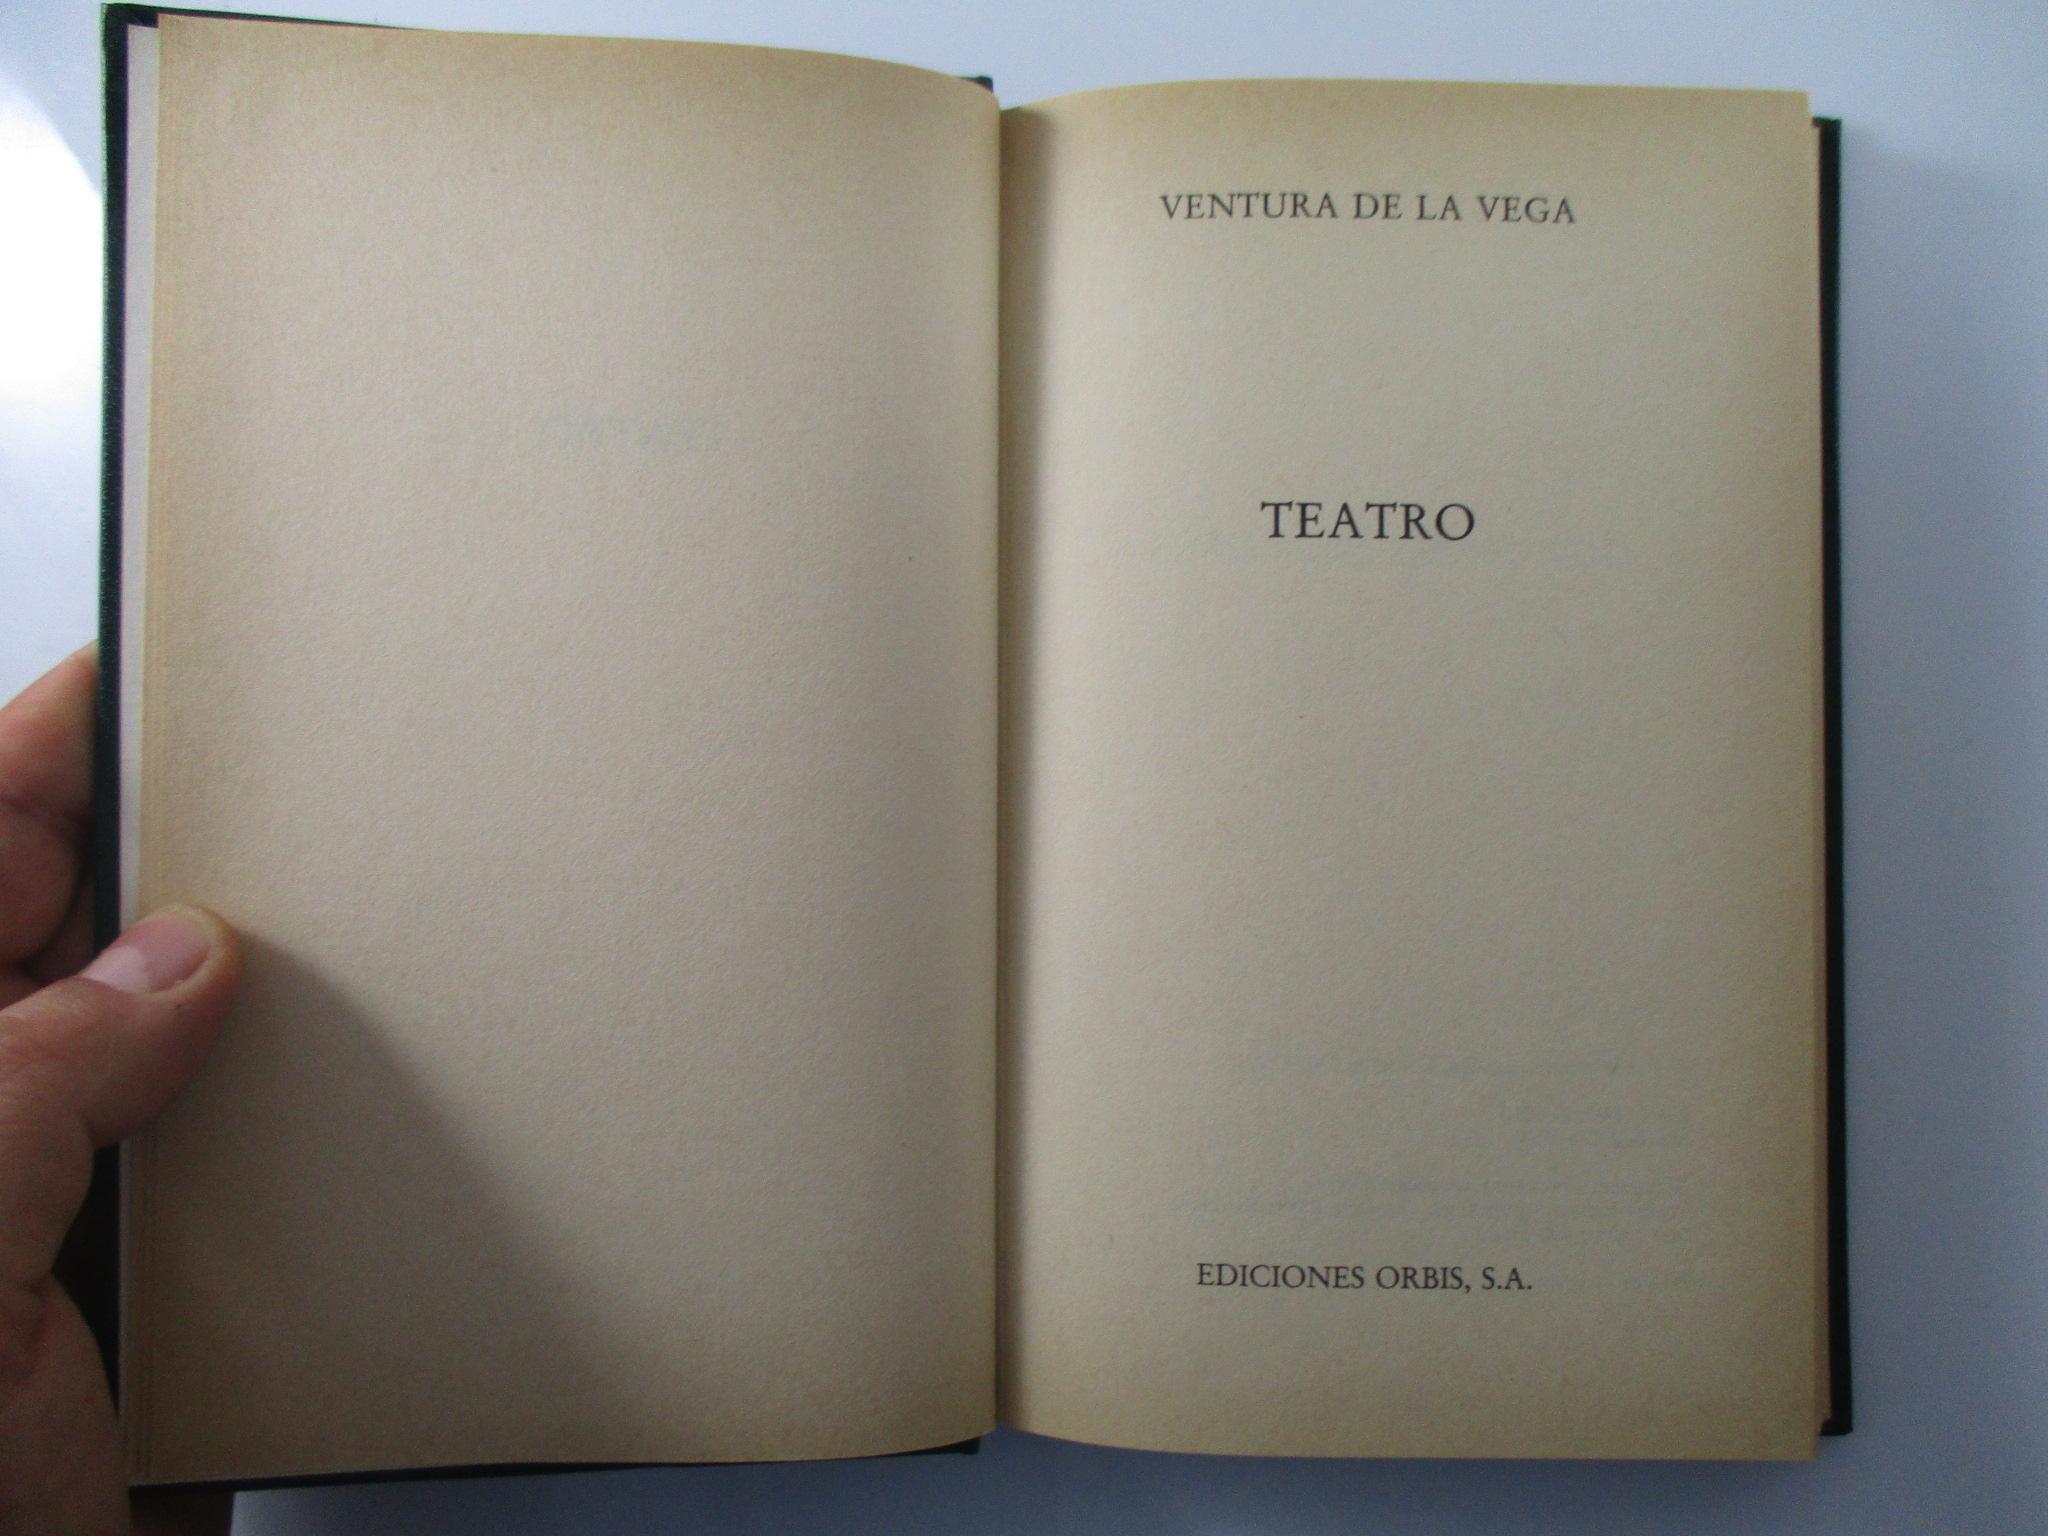 VENTURA DE LA VEGA
TEATRO
EDICIONES ORBIS, S.A.